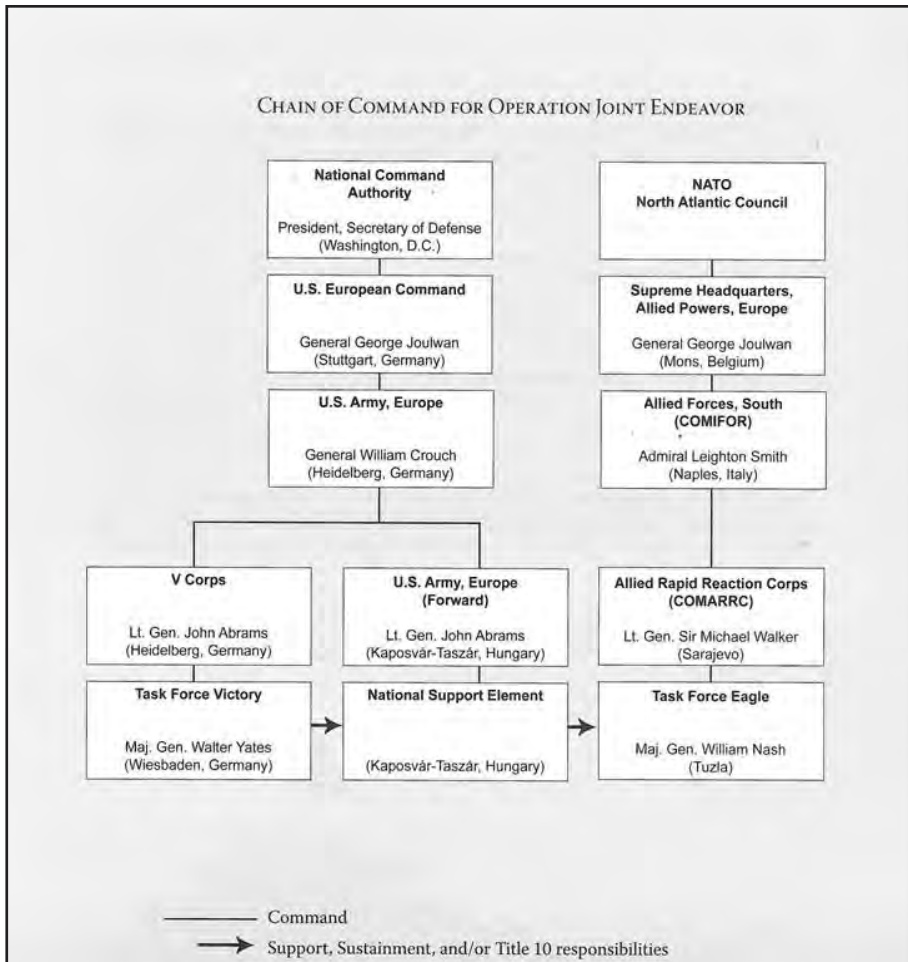 CHAIN OF COMMAND FOR OPERATION JOINT ENDEAVOR
National Command
Authority
President, Secretary of Defense
(Washington, D.C.)
NATO
North Atlantic Council
U.S. European Command
General George Joulwan
(Stuttgart, Germany)
Supreme Headquarters,
Allied Powers, Europe
General George Joulwan
(Mons, Belgium)
U.S. Army, Europe
General William Crouch
(Heidelberg, Germany)
Allied Forces, South
(COMIFOR)
Admiral Leighton Smith
(Naples, Italy)
V Corps
Lt. Gen. John Abrams
(Heidelberg, Germany)
U.S. Army, Europe
(Forward)
Lt. Gen. John Abrams
(Kaposvár-Taszár, Hungary)
Allied Rapid Reaction Corps
(COMARRC)
Lt. Gen. Sir Michael Walker
(Sarajevo)
Task Force Victory
Maj. Gen. Walter Yates
(Wiesbaden, Germany)
National Support Element
(Kaposvár-Taszár, Hungary)
Task Force Eagle
Maj. Gen. William Nash
(Tuzla)
Command
Support, Sustainment, and/or Title 10 responsibilities